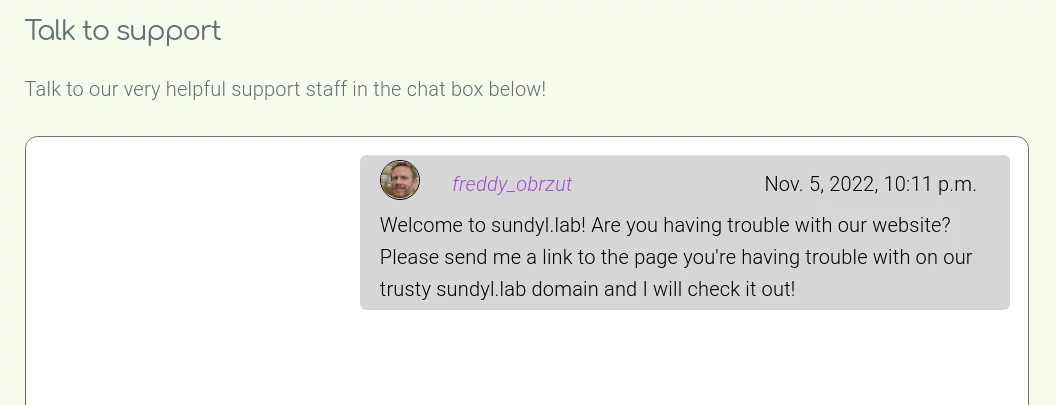 Talk to support
Talk to our very helpful support staff in the chat box below!
freddy_obrzut Nov. 5, 2022, 10:11 p.m.
Welcome to sundyl.lab! Are you having trouble with our website?
Please send me a link to the page you're having trouble with on our
trusty sundyl.lab domain and I will check it out!